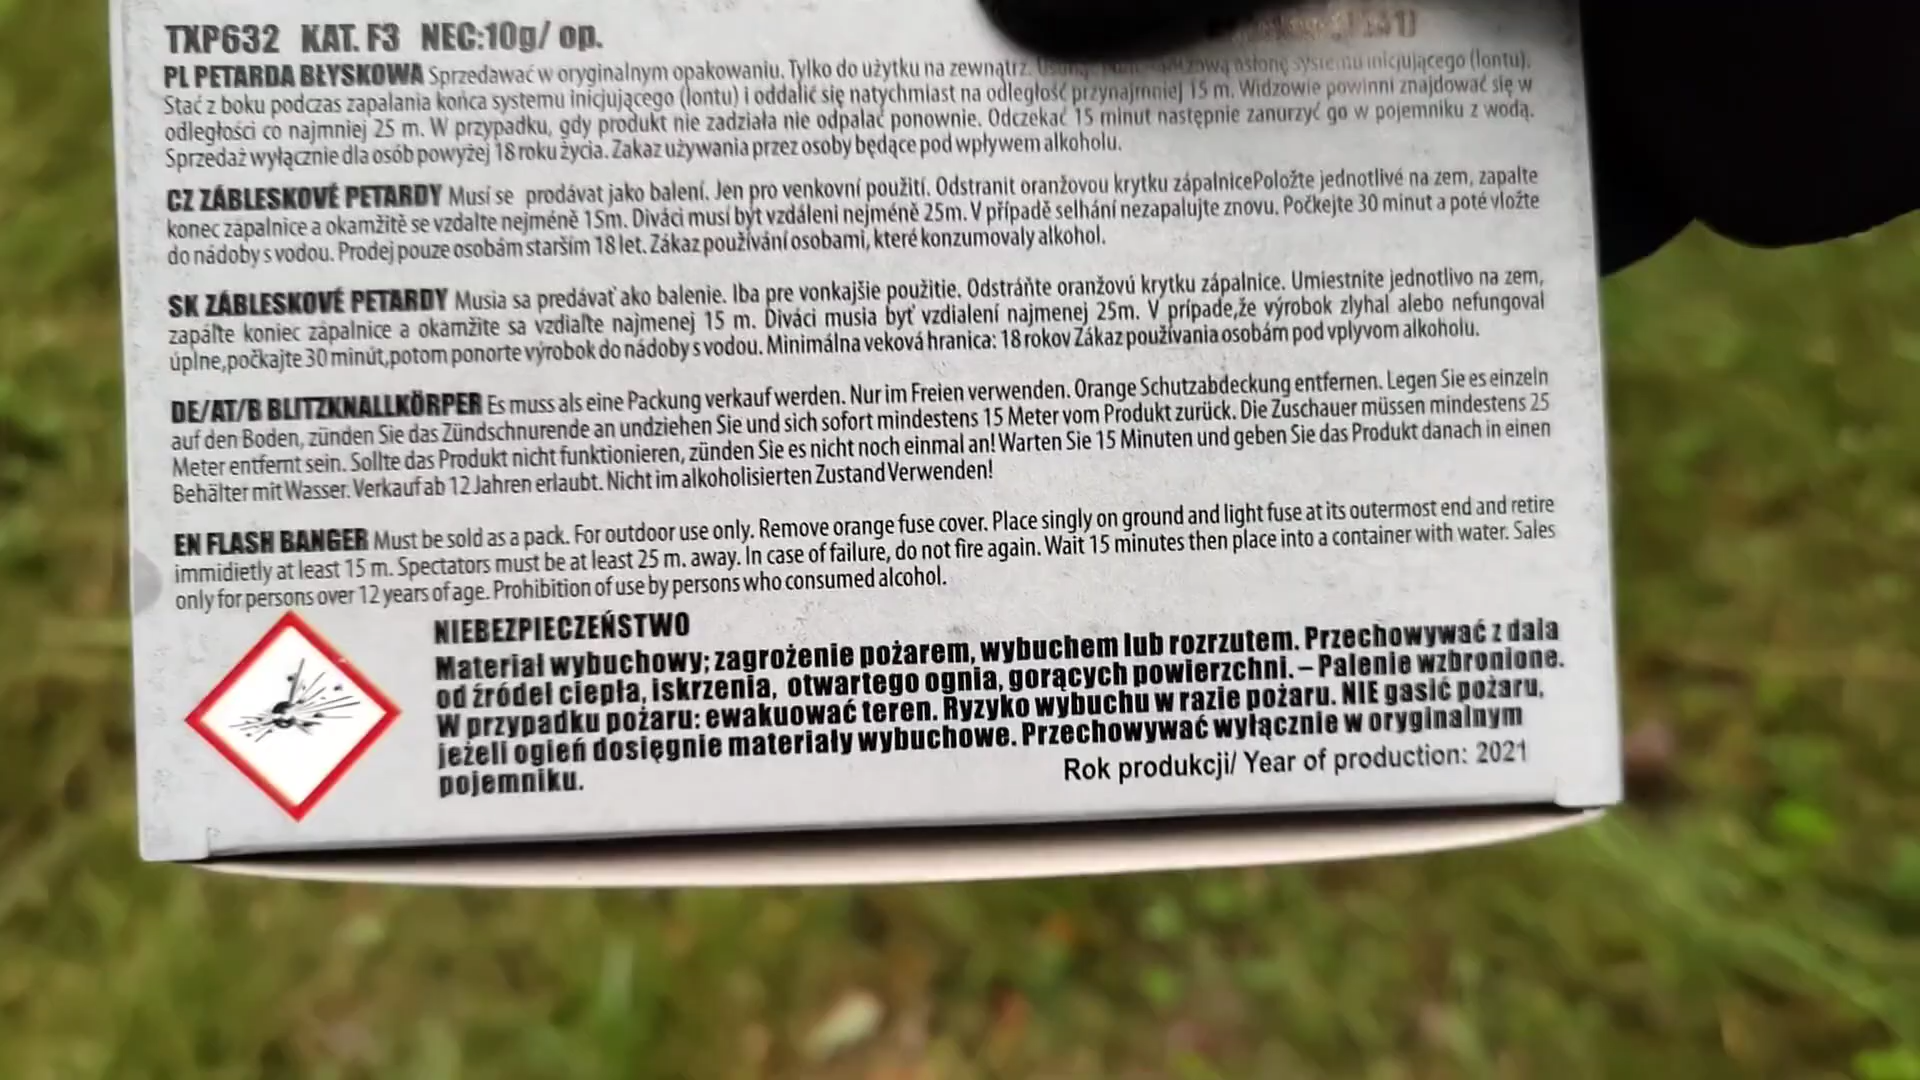 TXP632 KAT. F3 NEC:10g/ op.
PL PETARDA BŁYSKOWA Sprzedawać w oryginalnym opakowaniu. Tylko do użytku na zewnątrz. osłonę systemu inicjującego (lontu).
Stać z boku podczas zapalania końca systemu inicjującego (lontu) i oddalić się natychmiast na odległość przynajmniej 15 m. Widzowie powinni znajdować się w
odległości co najmniej 25 m. W przypadku, gdy produkt nie zadziała nie odpalać ponownie. Odczekać 15 minut następnie zanurzyć go w pojemniku z wodą.
Sprzedaż wyłącznie dla osób powyżej 18 roku życia. Zakaz używania przez osoby będące pod wpływem alkoholu.
CZ ZÁBLESKOVÉ PETARDY Musí se prodávat jako balení. Jen pro venkovní použití. Odstranit oranžovou krytku zápalnicePoložte jednotlivé na zem, zapalte
konec zápalnice a okamžitě se vzdalte nejméně 15m. Diváci musí být vzdáleni nejméně 25m. V případě selhání nezapalujte znovu. Počkejte 30 minut a poté vložte
do nádoby s vodou. Prodej pouze osobám starším 18 let. Zákaz používání osobami, které konzumovaly alkohol.
SK ZÁBLESKOVÉ PETARDY Musia sa predávať ako balenie. Iba pre vonkajšie použitie. Odstráňte oranžovú krytku zápalnice. Umiestnite jednotlivo na zem,
zapáľte koniec zápalnice a okamžite sa vzdiaľte najmenej 15 m. Diváci musia byť vzdialení najmenej 25m. V prípade,že výrobok zlyhal alebo nefungoval
úplne,počkajte 30 minút,potom ponorte výrobok do nádoby s vodou. Minimálna veková hranica: 18 rokov Zákaz používania osobám pod vplyvom alkoholu.
DE/AT/B BLITZKNALLKÖRPER Es muss als eine Packung verkauf werden. Nur im Freien verwenden. Orange Schutzabdeckung entfernen. Legen Sie es einzeln
auf den Boden, zünden Sie das Zündschnurende an undziehen Sie und sich sofort mindestens 15 Meter vom Produkt zurück. Die Zuschauer müssen mindestens 25
Meter entfernt sein. Sollte das Produkt nicht funktionieren, zünden Sie es nicht noch einmal an! Warten Sie 15 Minuten und geben Sie das Produkt danach in einen
Behälter mit Wasser. Verkauf ab 12 Jahren erlaubt. Nicht im alkoholisierten Zustand Verwenden!
EN FLASH BANGER Must be sold as a pack. For outdoor use only. Remove orange fuse cover. Place singly on ground and light fuse at its outermost end and retire
immidietly at least 15 m. Spectators must be at least 25 m. away. In case of failure, do not fire again. Wait 15 minutes then place into a container with water. Sales
only for persons over 12 years of age. Prohibition of use by persons who consumed alcohol.
NIEBEZPIECZEŃSTWO
Materiał wybuchowy; zagrożenie pożarem, wybuchem lub rozrzutem. Przechowywać z dala
od źródeł ciepła, iskrzenia, otwartego ognia, gorących powierzchni. – Palenie wzbronione.
W przypadku pożaru: ewakuować teren. Ryzyko wybuchu w razie pożaru. NIE gasić pożaru,
jeżeli ogień dosięgnie materiały wybuchowe. Przechowywać wyłącznie w oryginalnym
pojemniku.
Rok produkcji/ Year of production: 2021